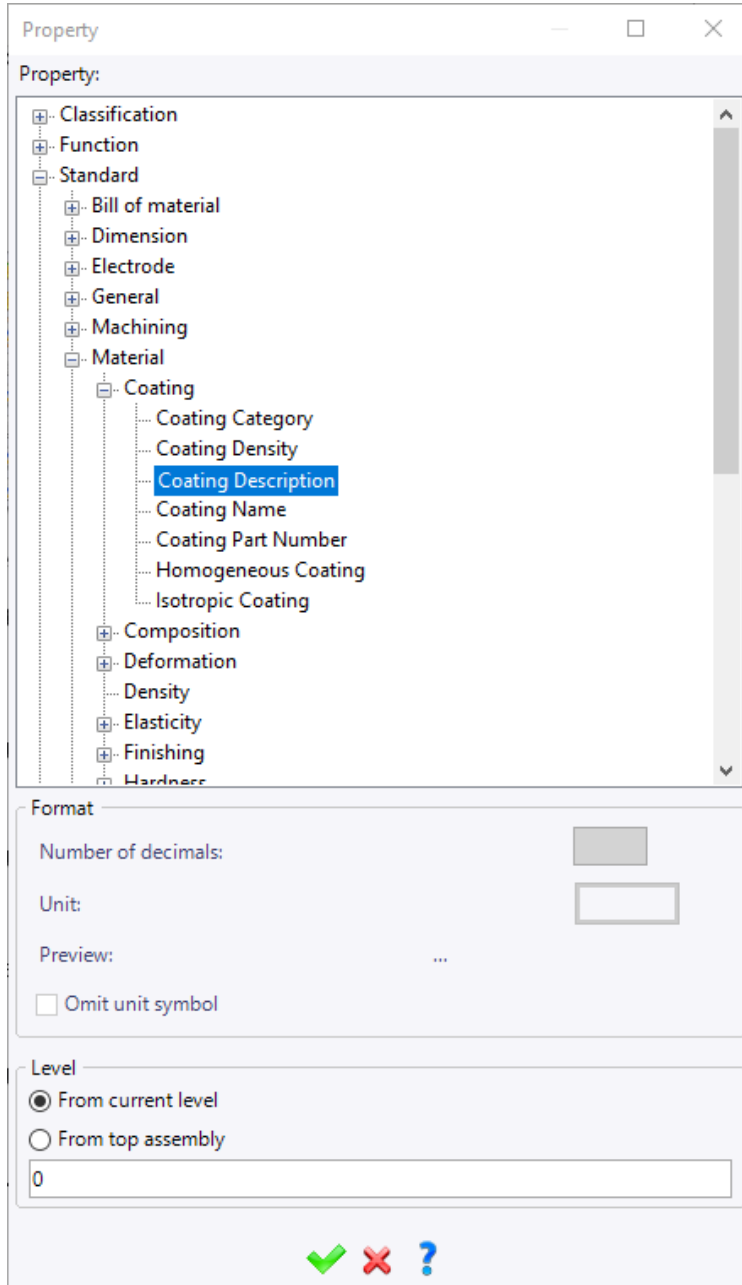 Property
Property:
Classification
Function
Standard
Bill of material
Dimension
Electrode
General
Machining
Material
Coating
Coating Category
Coating Density
Coating Description
Coating Name
Coating Part Number
Homogeneous Coating
Isotropic Coating
Composition
Deformation
Density
Elasticity
Finishing
Hardness
Format
Number of decimals:
Unit:
Preview: ...
Omit unit symbol
Level
From current level
From top assembly
0
?